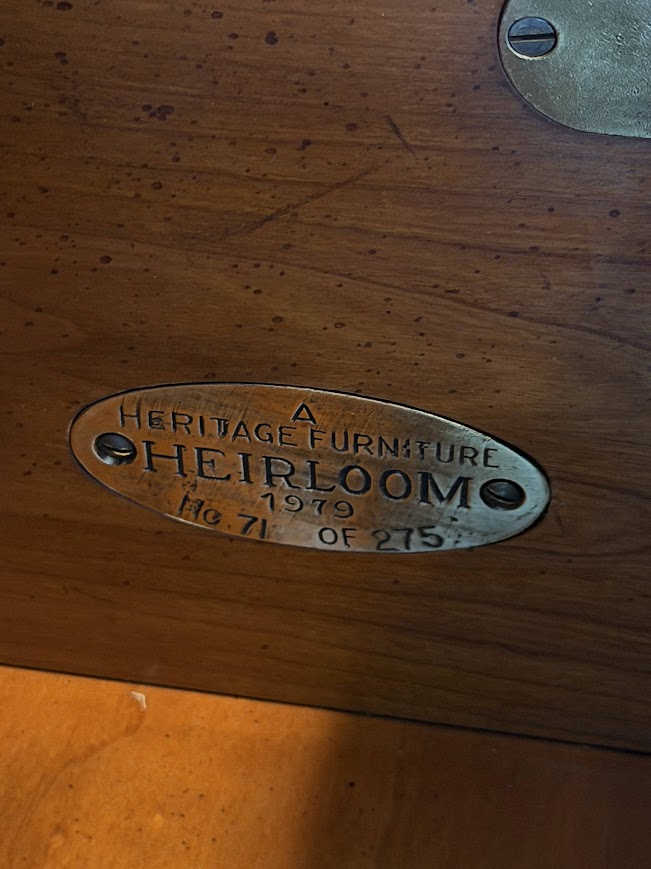 A
HERITAGE FURNITURE
HEIRLOOM
1979
No. 71 OF 275